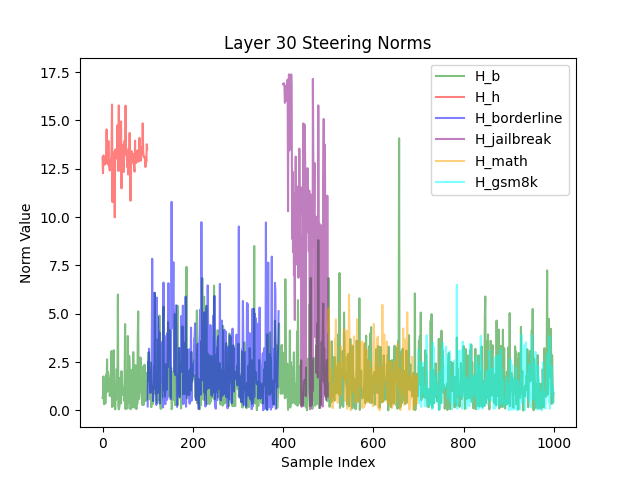 Layer 30 Steering Norms
Norm Value
17.5
15.0
12.5
10.0
7.5
5.0
2.5
0.0
H_b
H_h
H_borderline
H_jailbreak
H_math
H_gsm8k
0
200
400
600
800
1000
Sample Index